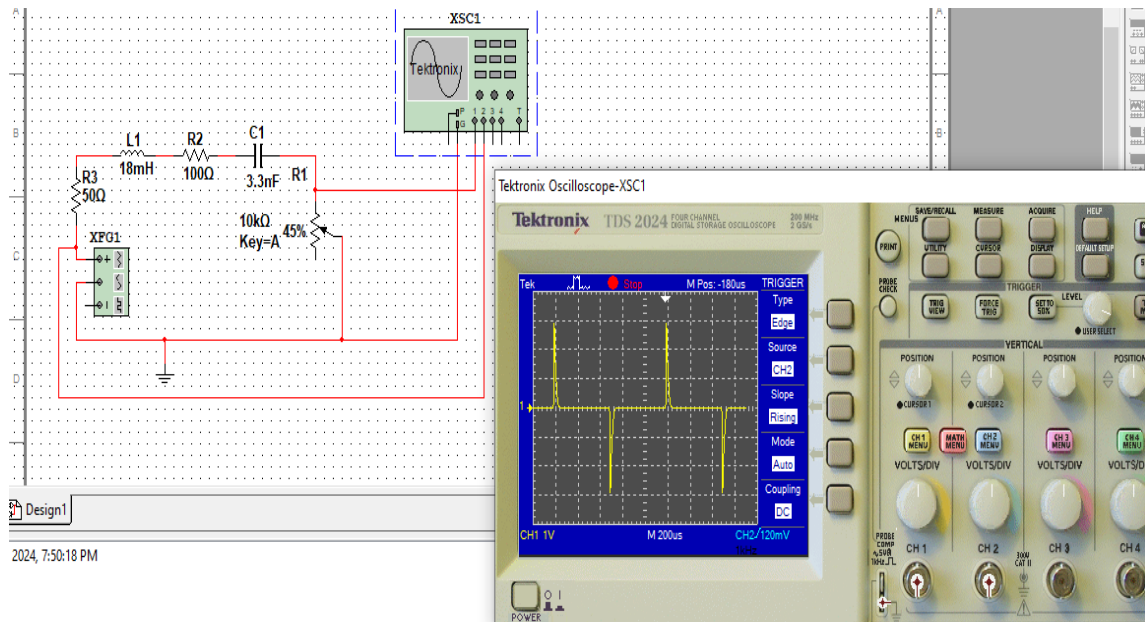 XSC1
Tektronix
P
G
1 2 3 4
T
L1
18mH
R2
100Ω
C1
3.3nF
R3
50Ω
R1
10kΩ
Key=A
45%
XFG1
A
B
C
D
A
B
Design1
2024, 7:50:18 PM
Tektronix Oscilloscope-XSC1
Tektronix TDS 2024 FOUR CHANNEL DIGITAL STORAGE OSCILLOSCOPE 200 MHz 2 GS/s
Tek
Stop
M Pos: -180us
TRIGGER
Type
Edge
Source
CH2
Slope
Rising
Mode
Auto
Coupling
DC
1
CH1 1V
M 200us
CH2/120mV
MENUS
SAVE/RECALL
MEASURE
ACQUIRE
HELP
UTILITY
CURSOR
DISPLAY
DEFAULT SETUP
PRINT
PROBE CHECK
TRIGGER
TRIG VIEW
FORCE TRIG
SET TO 50%
LEVEL
USER SELECT
VERTICAL
POSITION
POSITION
POSITION
POSITION
CURSOR 1
CURSOR 2
CH 1 MENU
MATH MENU
CH 2 MENU
CH 3 MENU
CH 4 MENU
VOLTS/DIV
VOLTS/DIV
VOLTS/DIV
PROBE COMP
~5V@
1kHz
CH 1
CH 2
300V
CAT II
CH 3
CH 4
POWER